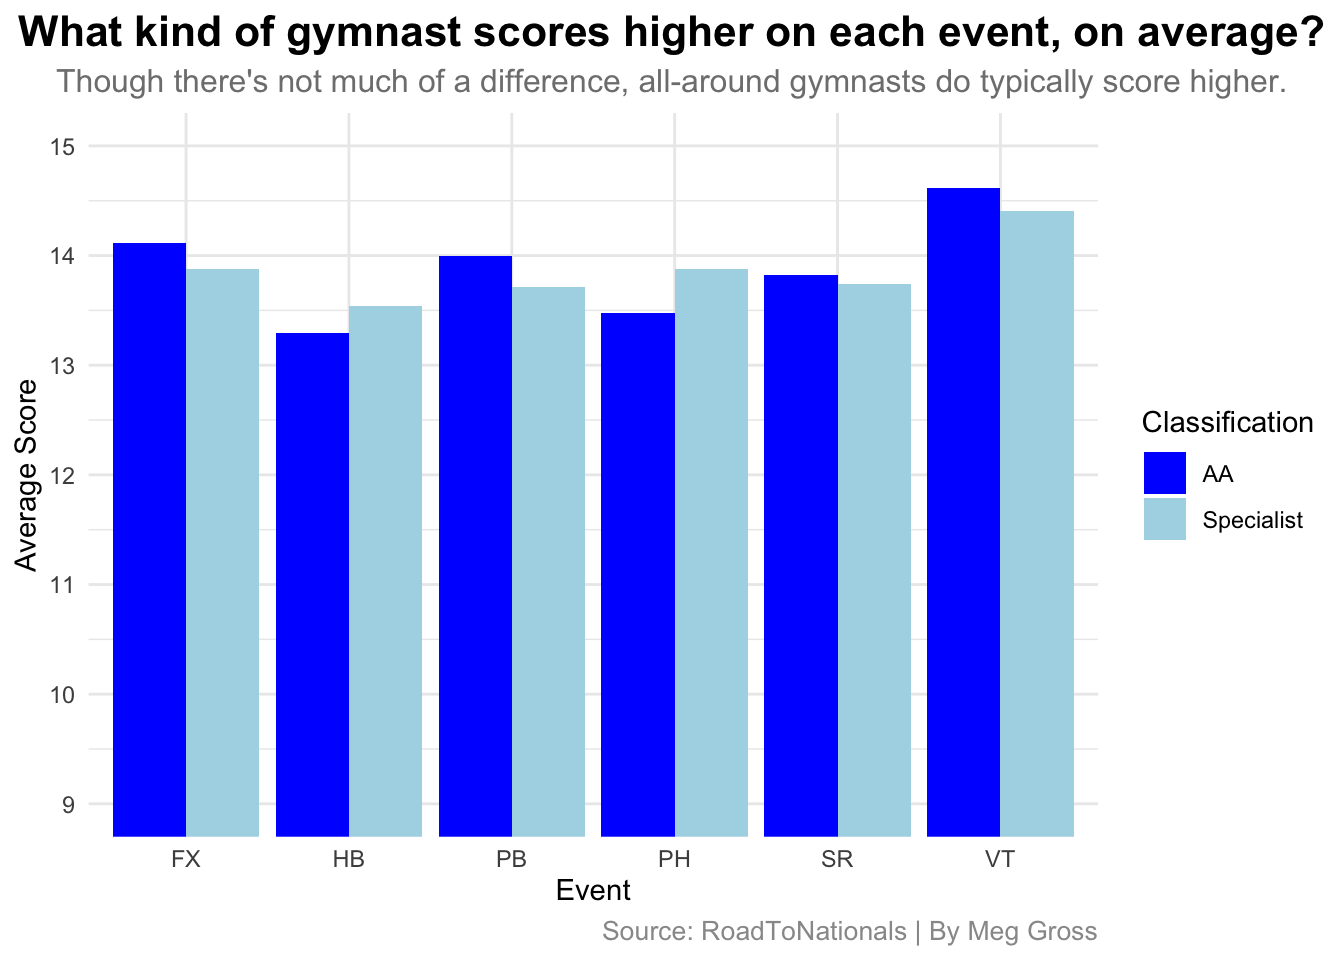 What kind of gymnast scores higher on each event, on average?
Though there's not much of a difference, all-around gymnasts do typically score higher.
15
14
13
12
11
10
9
Average Score
FX HB PB PH SR VT
Event
Classification
AA
Specialist
Source: RoadToNationals | By Meg Gross